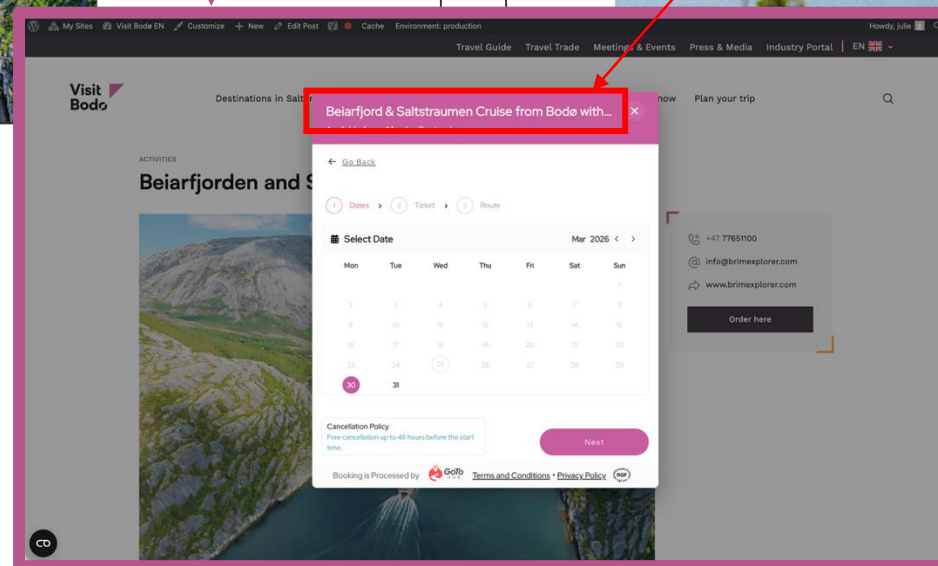 My Sites Visit Bodø EN Customize + New Edit Post Cache Environment: production Howdy, julie
Travel Guide Travel Trade Meetings & Events Press & Media Industry Portal | EN
Visit
Bodø
Destinations in Salten
now Plan your trip
Beiarfjord & Saltstraumen Cruise from Bodø with...
ACTIVITIES
Beiarfjorden and S
← Go Back
1 Dates › 2 Ticket › 3 Route
Select Date Mar 2026 < >
Mon Tue Wed Thu Fri Sat Sun
1
2 3 4 5 6 7 8
9 10 11 12 13 14 15
16 17 18 19 20 21 22
23 24 25 26 27 28 29
30 31
+47 77651100
info@brimexplorer.com
www.brimexplorer.com
Order here
Cancellation Policy
Free cancellation up to 48 hours before the start
time.
Next
Booking is Processed by GoTo Terms and Conditions • Privacy Policy RGF